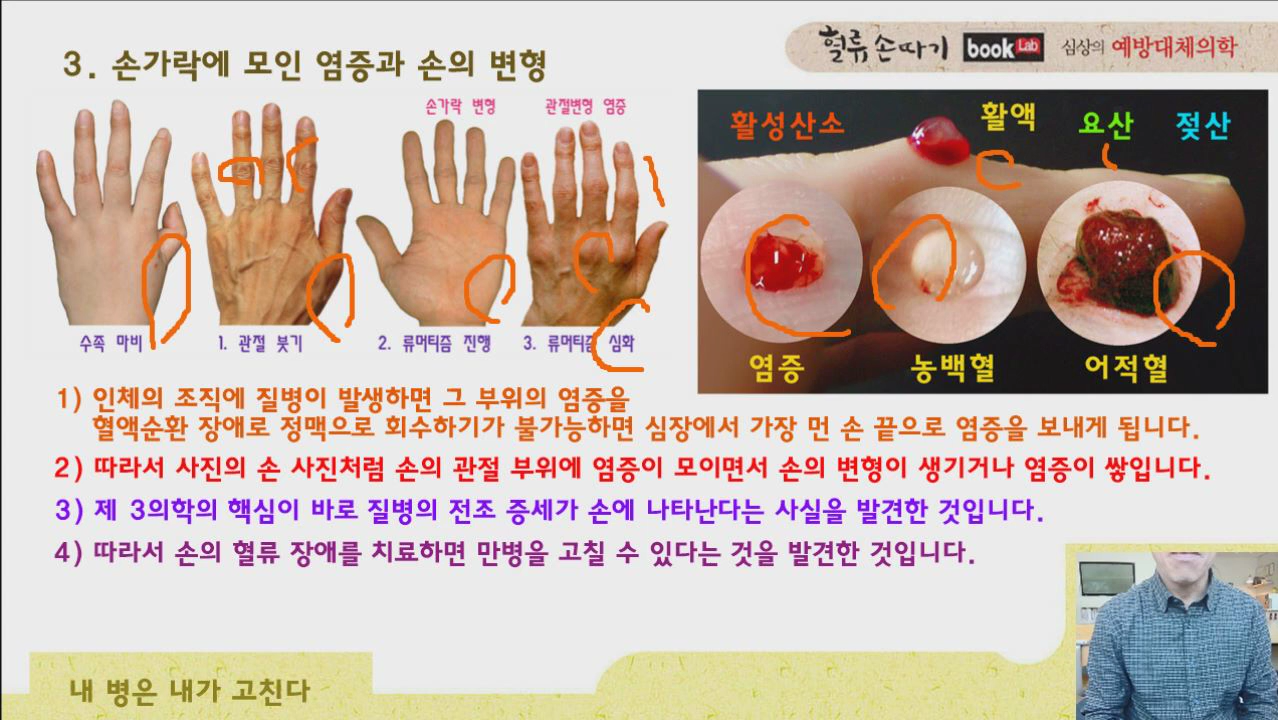 3. 손가락에 모인 염증과 손의 변형
혈류 손따기 book Lab 심상의 예방대체의학
손가락 변형 관절변형 염증
수족 마비 1. 관절 붓기 2. 류머티즘 진행 3. 류머티즘 심화
활성산소 활액 요산 젖산
염증 농백혈 어적혈
1) 인체의 조직에 질병이 발생하면 그 부위의 염증을
혈액순환 장애로 정맥으로 회수하기가 불가능하면 심장에서 가장 먼 손 끝으로 염증을 보내게 됩니다.
2) 따라서 사진의 손 사진처럼 손의 관절 부위에 염증이 모이면서 손의 변형이 생기거나 염증이 쌓입니다.
3) 제 3의학의 핵심이 바로 질병의 전조 증세가 손에 나타난다는 사실을 발견한 것입니다.
4) 따라서 손의 혈류 장애를 치료하면 만병을 고칠 수 있다는 것을 발견한 것입니다.
내 병은 내가 고친다